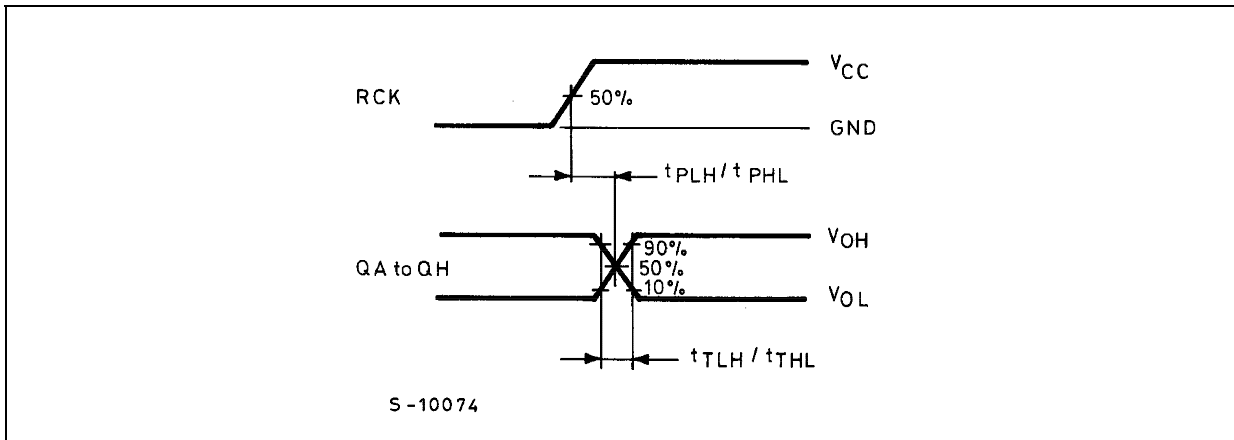 VCC
RCK
50%
GND
tPLH / tPHL
VOH
90%
QA to QH
50%
10%
VOL
tTLH / tTHL
S-10074